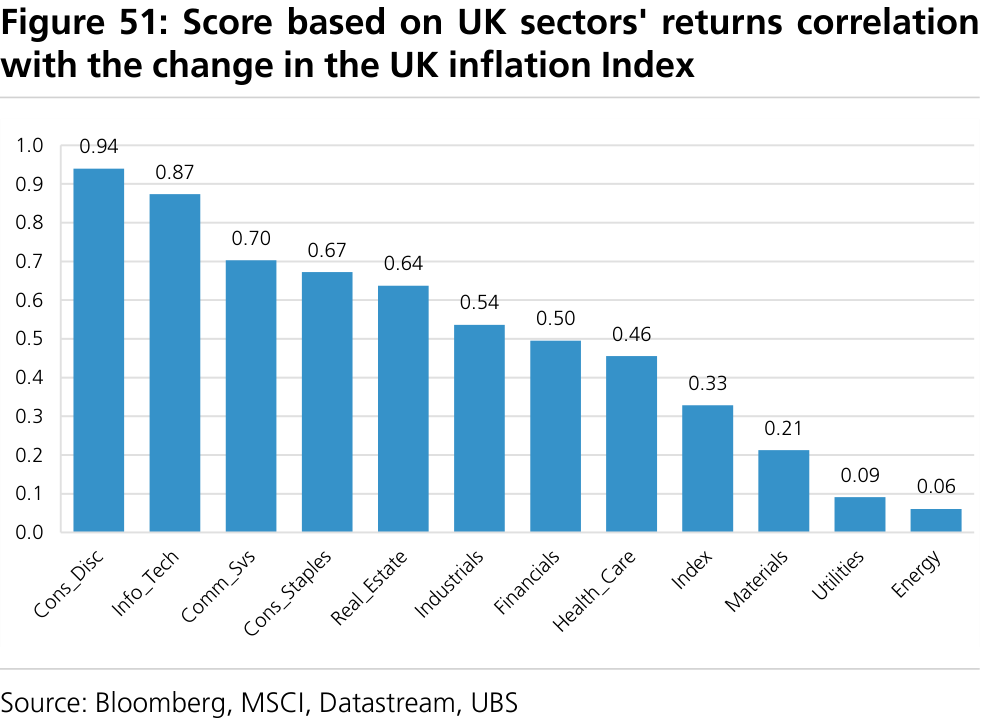 Figure 51: Score based on UK sectors' returns correlation
with the change in the UK inflation Index
1.0
0.9
0.8
0.7
0.6
0.5
0.4
0.3
0.2
0.1
0.0
0.94
0.87
0.70
0.67
0.64
0.54
0.50
0.46
0.33
0.21
0.09
0.06
Cons_Disc
Info_Tech
Comm_Svs
Cons_Staples
Real_Estate
Industrials
Financials
Health_Care
Index
Materials
Utilities
Energy
Source: Bloomberg, MSCI, Datastream, UBS